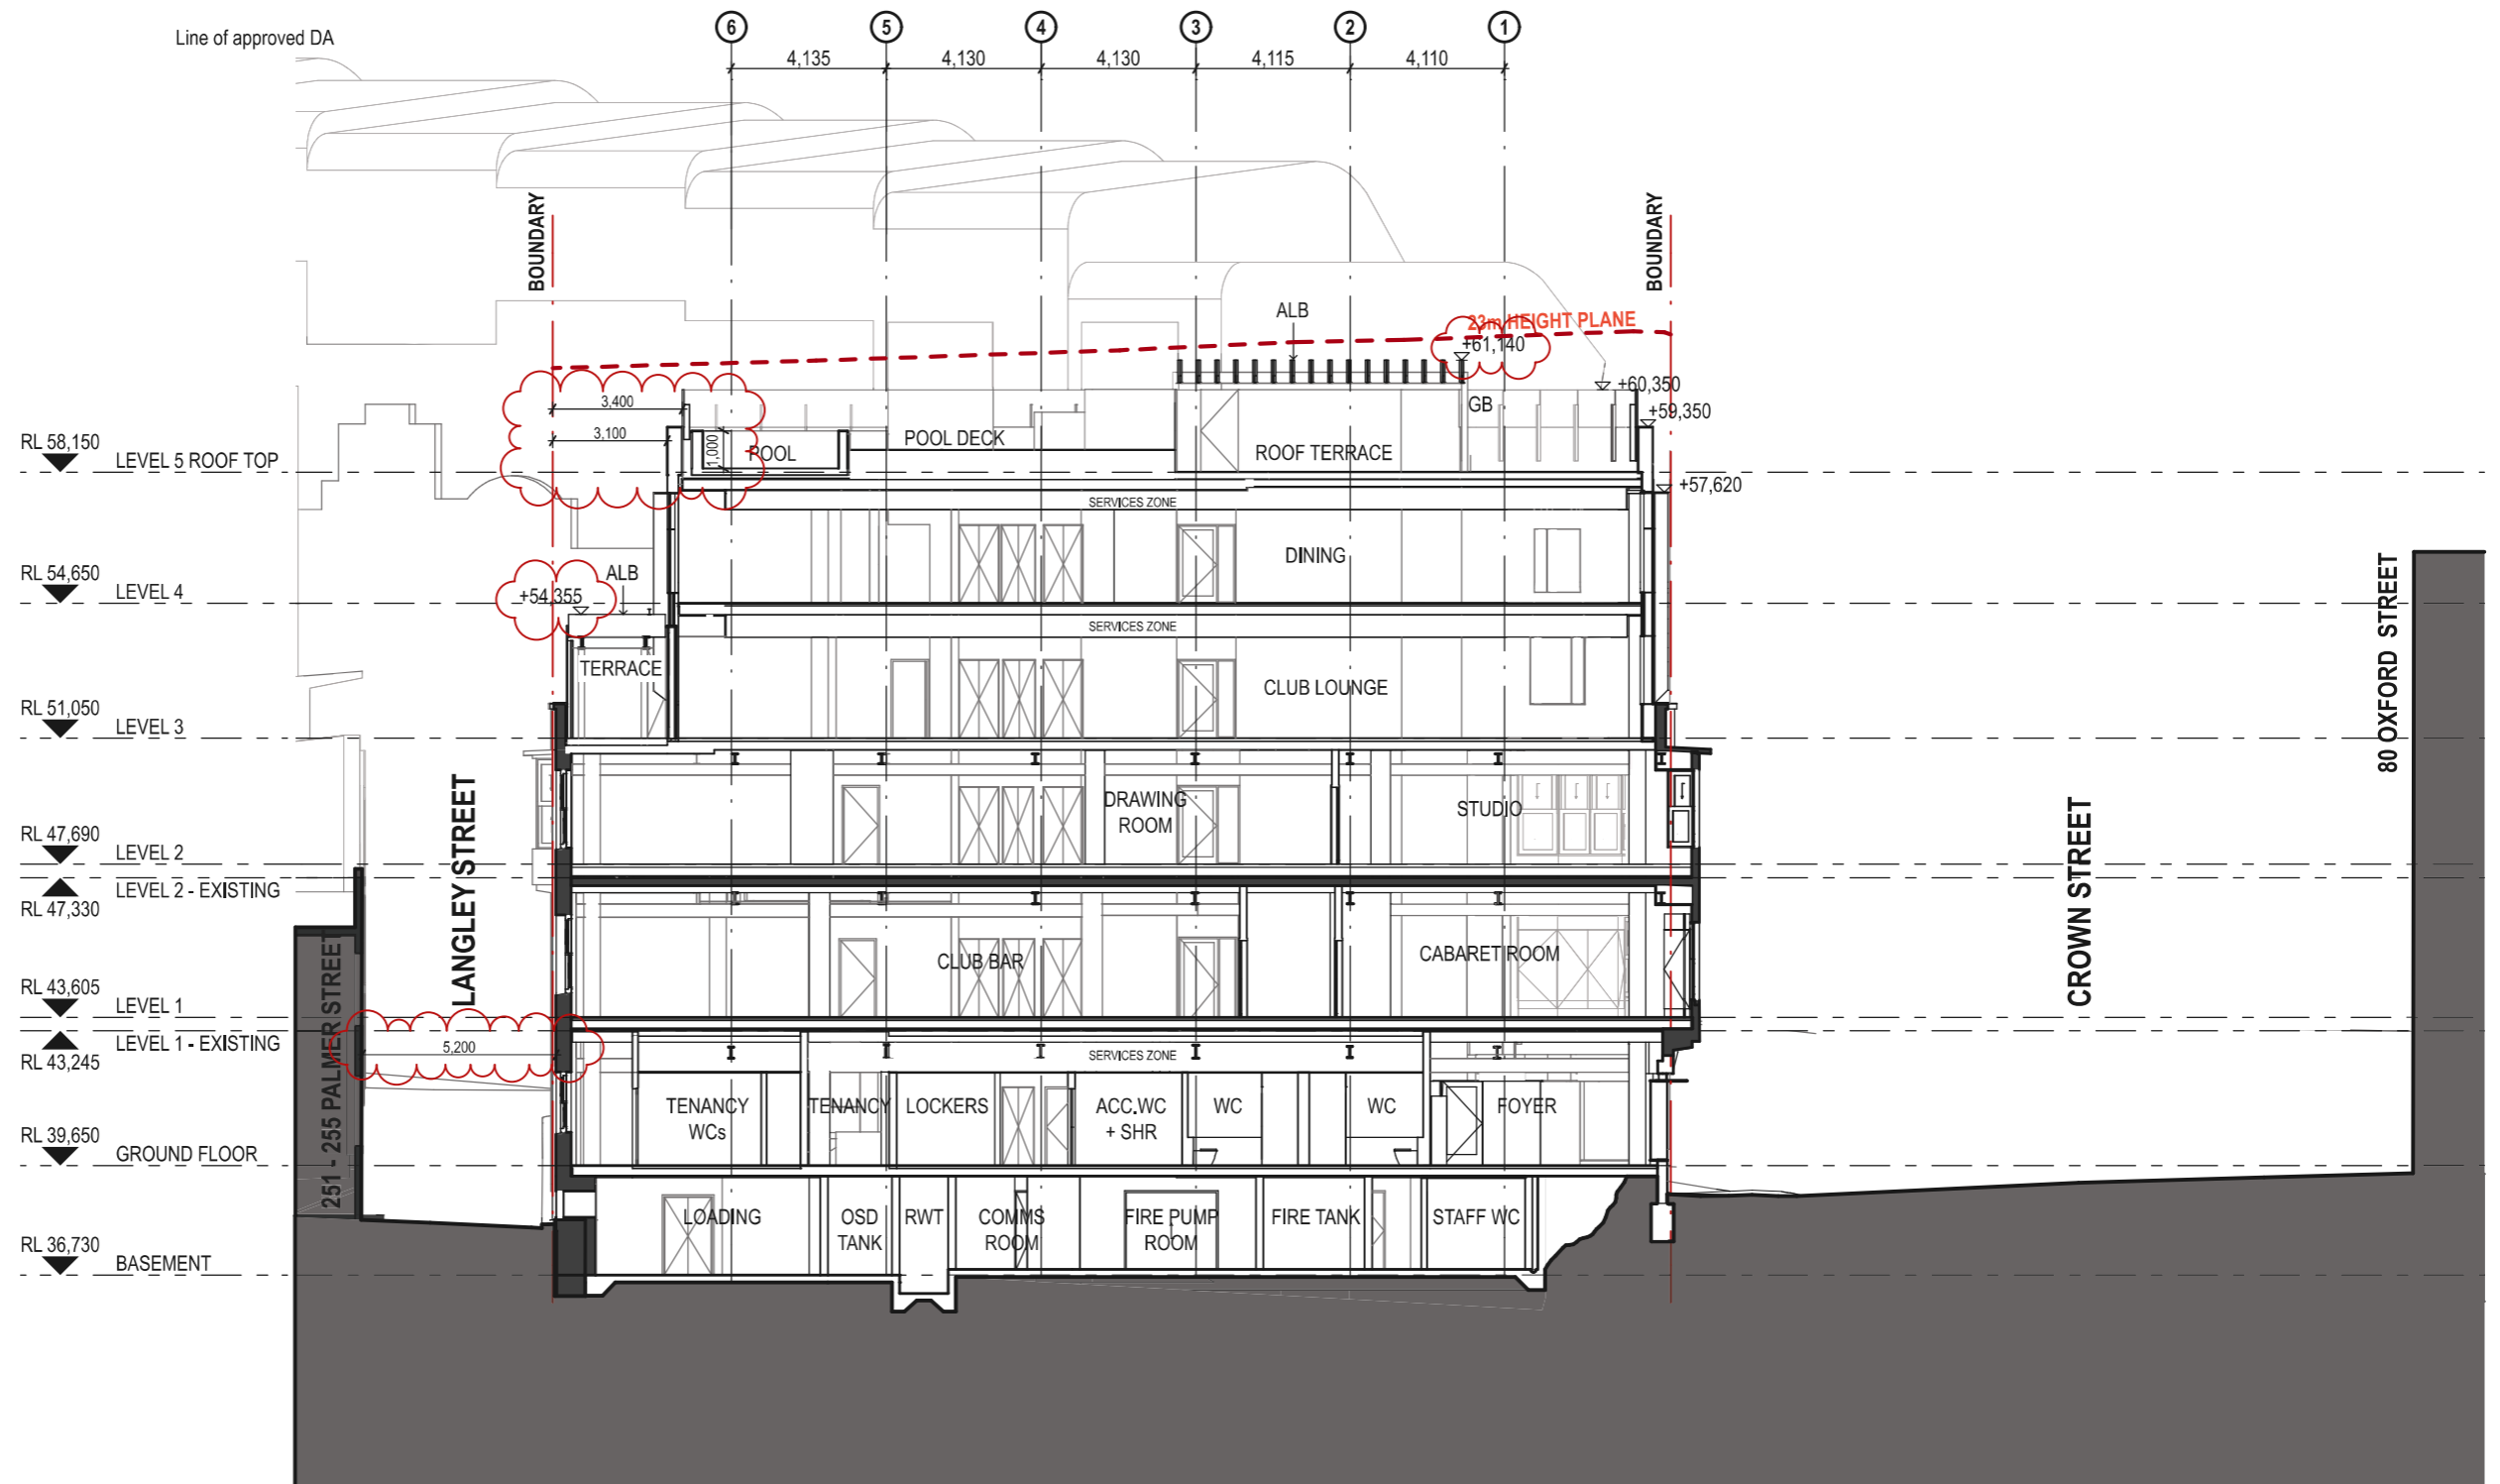 Line of approved DA
6 5 4 3 2 1
4,135 4,130 4,130 4,115 4,110
BOUNDARY
BOUNDARY
ALB
23m HEIGHT PLANE
+61,140
+60,350
GB
+59,350
3,400
3,100
1,000
POOL
POOL DECK
ROOF TERRACE
RL 58,150
LEVEL 5 ROOF TOP
+57,620
SERVICES ZONE
DINING
RL 54,650
LEVEL 4
+54,355
ALB
SERVICES ZONE
TERRACE
CLUB LOUNGE
80 OXFORD STREET
RL 51,050
LEVEL 3
DRAWING
ROOM
STUDIO
LANGLEY STREET
CROWN STREET
RL 47,690
LEVEL 2
LEVEL 2 - EXISTING
RL 47,330
CLUB BAR
CABARET ROOM
251 - 255 PALMER STREET
RL 43,605
LEVEL 1
LEVEL 1 - EXISTING
RL 43,245
5,200
SERVICES ZONE
TENANCY
WCs
TENANCY
LOCKERS
ACC.WC
+ SHR
WC
WC
FOYER
RL 39,650
GROUND FLOOR
LOADING
OSD
TANK
RWT
COMMS
ROOM
FIRE PUMP
ROOM
FIRE TANK
STAFF WC
RL 36,730
BASEMENT